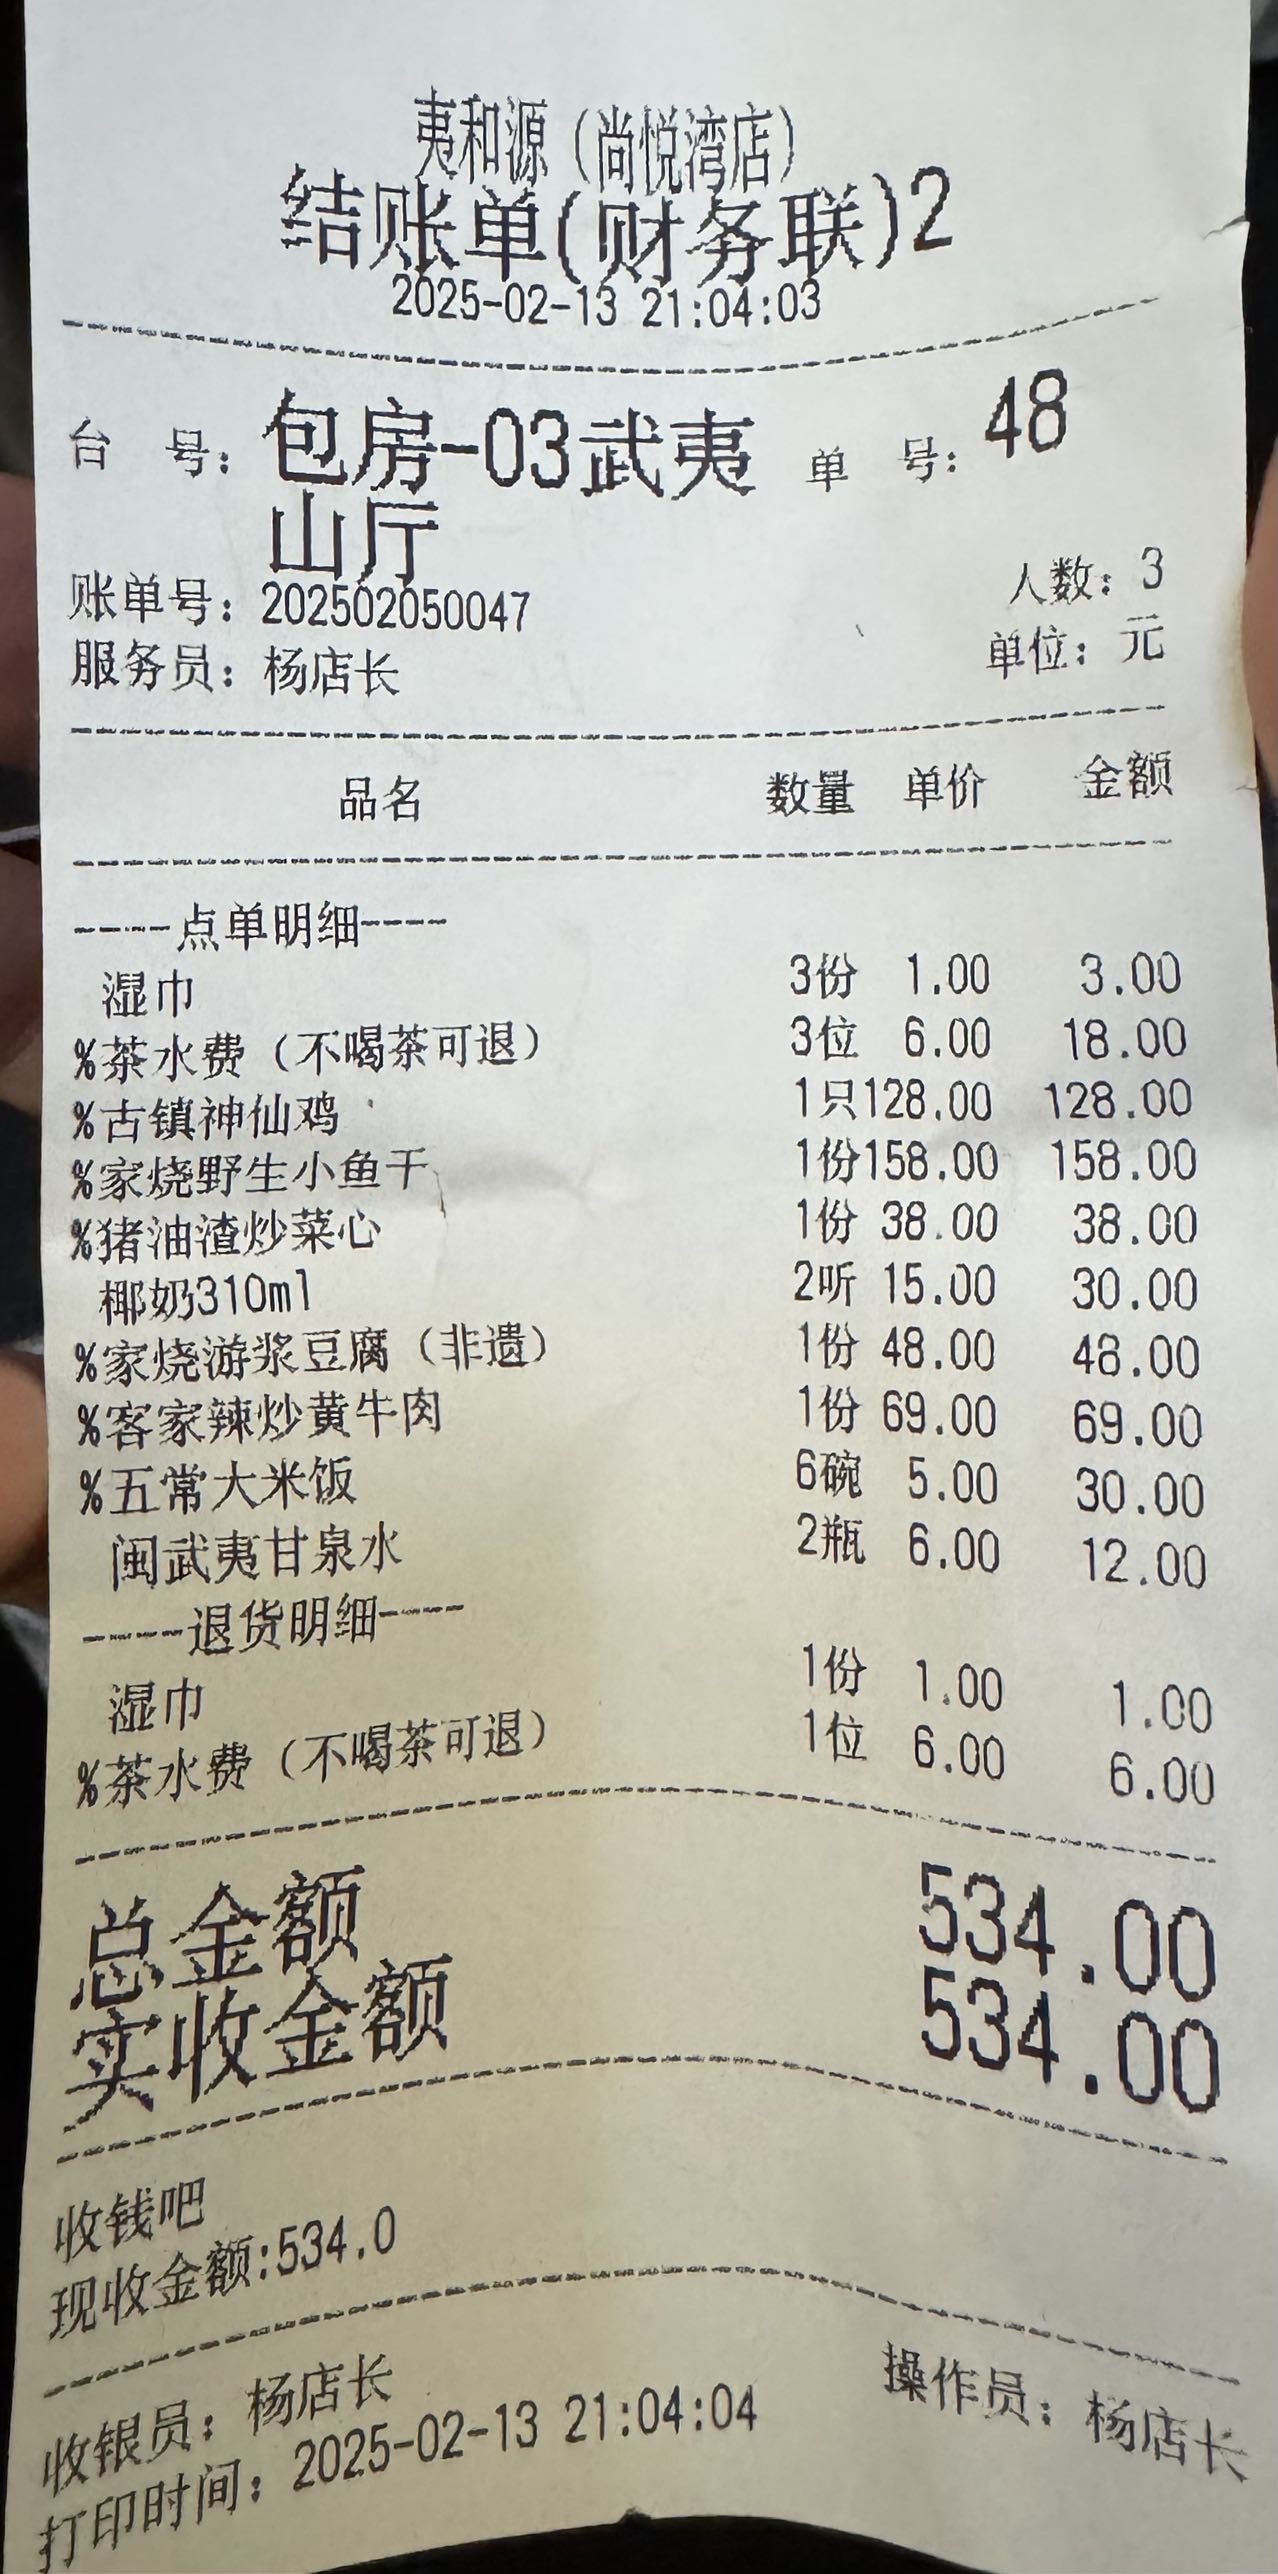 夷和源（尚悦湾店）
结账单(财务联)2
2025-02-13 21:04:03
台 号: 包房-03武夷山厅 单 号: 48
账单号: 202502050047 人数: 3
服务员: 杨店长 单位: 元
品名 数量 单价 金额
----点单明细----
湿巾 3份 1.00 3.00
%茶水费（不喝茶可退） 3位 6.00 18.00
%古镇神仙鸡 1只128.00 128.00
%家烧野生小鱼干 1份158.00 158.00
%猪油渣炒菜心 1份 38.00 38.00
椰奶310ml 2听 15.00 30.00
%家烧游浆豆腐（非遗） 1份 48.00 48.00
%客家辣炒黄牛肉 1份 69.00 69.00
%五常大米饭 6碗 5.00 30.00
闽武夷甘泉水 2瓶 6.00 12.00
----退货明细----
湿巾 1份 1.00 1.00
%茶水费（不喝茶可退） 1位 6.00 6.00
总金额 534.00
实收金额 534.00
收钱吧
现收金额:534.0
收银员: 杨店长 操作员: 杨店长
打印时间: 2025-02-13 21:04:04